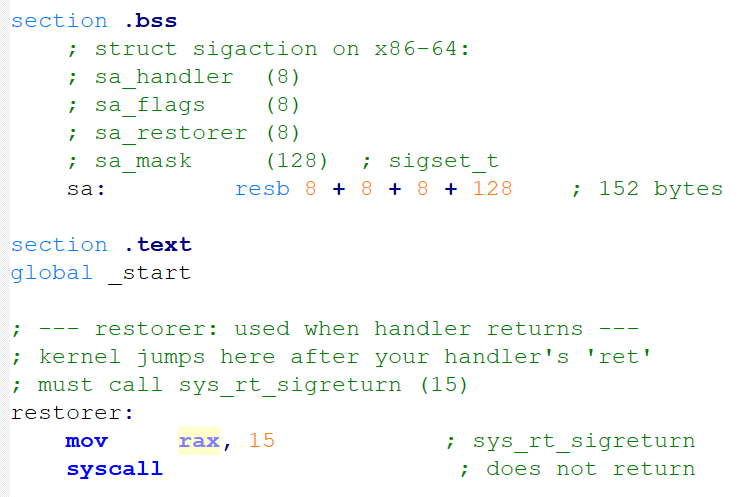 section .bss
    ; struct sigaction on x86-64:
    ; sa_handler  (8)
    ; sa_flags    (8)
    ; sa_restorer (8)
    ; sa_mask     (128)  ; sigset_t
    sa:         resb 8 + 8 + 8 + 128    ; 152 bytes
section .text
global _start
; --- restorer: used when handler returns ---
; kernel jumps here after your handler's 'ret'
; must call sys_rt_sigreturn (15)
restorer:
    mov     rax, 15            ; sys_rt_sigreturn
    syscall                     ; does not return